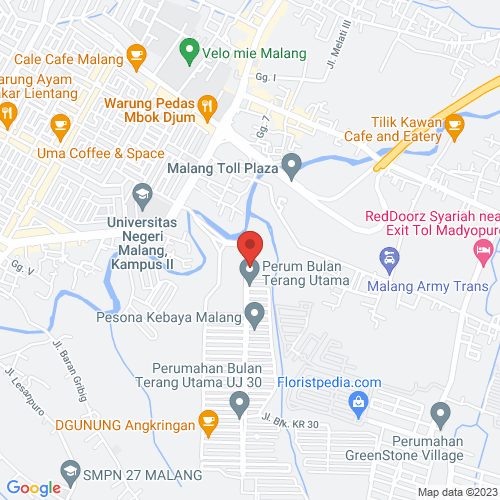 Jl. Melati III
Velo mie Malang
Cale Cafe Malang
Gg. I
Warung Ayam
kar Lientang
Warung Pedas
Mbok Djum
Gg. 7
Tilik Kawan
Cafe and Eatery
Uma Coffee & Space
Malang Toll Plaza
Universitas
Negeri
Malang,
Kampus II
RedDoorz Syariah nea
Exit Tol Madyopuro
Gg. V
Perum Bulan
Terang Utama
Malang Army Trans
Pesona Kebaya Malang
Jl. Baran Gribig
Perumahan Bulan
Terang Utama UJ 30
Floristpedia.com
Jl. Lesanpuro
Jl. Blk. KR 30
DGUNUNG Angkringan
Perumahan
GreenStone Village
SMPN 27 MALANG
Google
Map data ©2023